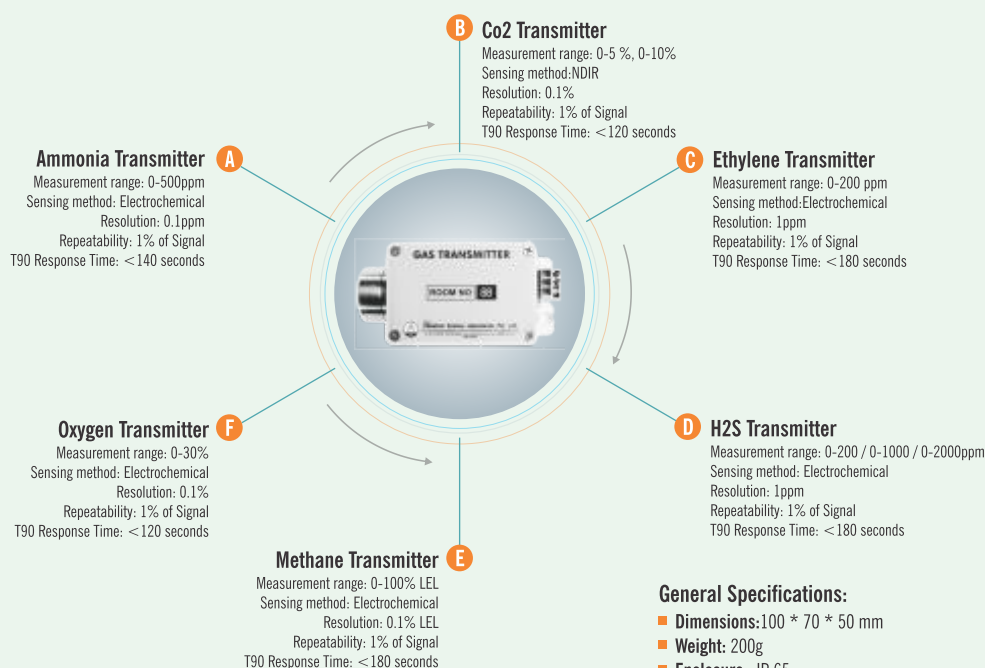 B
Co2 Transmitter
Measurement range: 0-5 %, 0-10%
Sensing method:NDIR
Resolution: 0.1%
Repeatability: 1% of Signal
T90 Response Time: <120 seconds
Ammonia Transmitter A
Measurement range: 0-500ppm
Sensing method: Electrochemical
Resolution: 0.1ppm
Repeatability: 1% of Signal
T90 Response Time: <140 seconds
C Ethylene Transmitter
Measurement range: 0-200 ppm
Sensing method:Electrochemical
Resolution: 1ppm
Repeatability: 1% of Signal
T90 Response Time: <180 seconds
GAS TRANSMITTER
ROOM NO
Oxygen Transmitter F
Measurement range: 0-30%
Sensing method: Electrochemical
Resolution: 0.1%
Repeatability: 1% of Signal
T90 Response Time: <120 seconds
D H2S Transmitter
Measurement range: 0-200 / 0-1000 / 0-2000ppm
Sensing method: Electrochemical
Resolution: 1ppm
Repeatability: 1% of Signal
T90 Response Time: <180 seconds
Methane Transmitter E
Measurement range: 0-100% LEL
Sensing method: Electrochemical
Resolution: 0.1% LEL
Repeatability: 1% of Signal
T90 Response Time: <180 seconds
General Specifications:
Dimensions:100 * 70 * 50 mm
Weight: 200g
Enclosure: IP 65